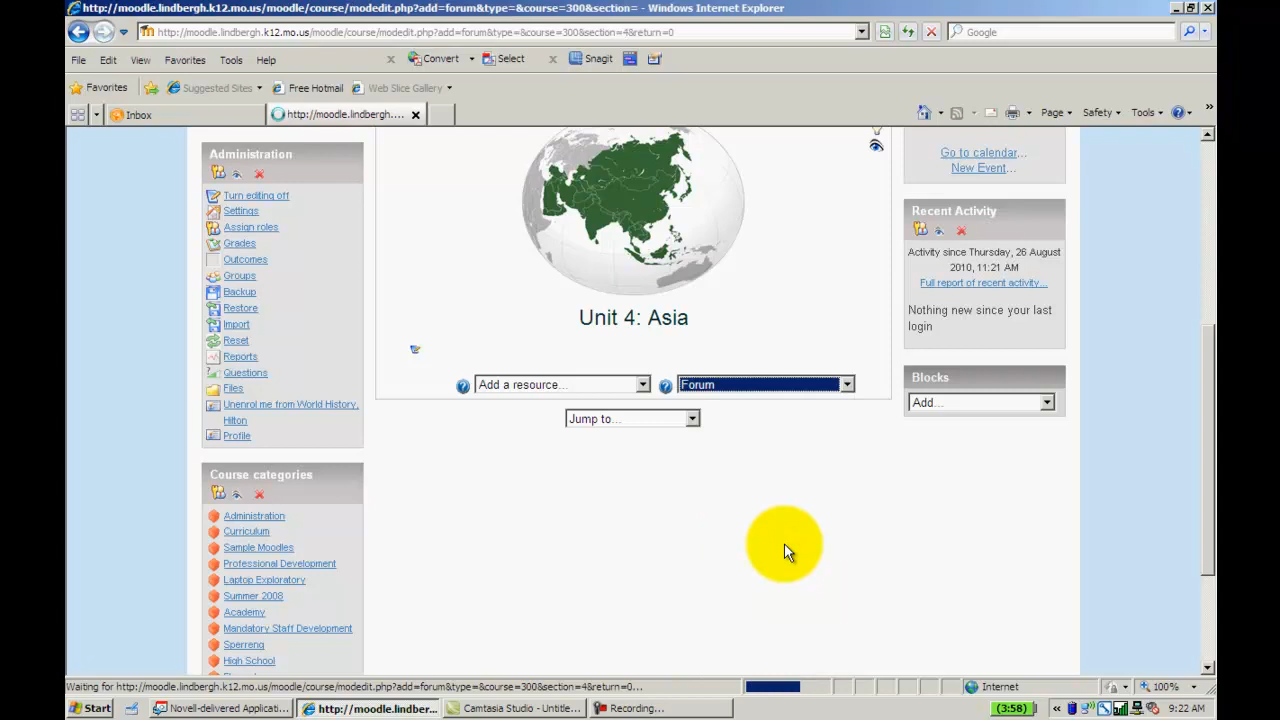 http://moodle.lindbergh.k12.mo.us/moodle/course/modedit.php?add=forum&type=&course=300&section= - Windows Internet Explorer
http://moodle.lindbergh.k12.mo.us/moodle/course/modedit.php?add=forum&type=&course=300&section=4&return=0
Google
File Edit View Favorites Tools Help
Convert
Select
Snagit
Favorites
Suggested Sites
Free Hotmail
Web Slice Gallery
Inbox
http://moodle.lindbergh....
Page
Safety
Tools
Administration
Turn editing off
Settings
Assign roles
Grades
Outcomes
Groups
Backup
Restore
Import
Reset
Reports
Questions
Files
Unenrol me from World History,
Hilton
Profile
Course categories
Administration
Curriculum
Sample Moodles
Professional Development
Laptop Exploratory
Summer 2008
Academy
Mandatory Staff Development
Sperreng
High School
Unit 4: Asia
Add a resource...
Forum
Jump to...
Go to calendar...
New Event...
Recent Activity
Activity since Thursday, 26 August
2010, 11:21 AM
Full report of recent activity...
Nothing new since your last
login
Blocks
Add...
Waiting for http://moodle.lindbergh.k12.mo.us/moodle/course/modedit.php?add=forum&type=&course=300&section=4&return=0...
Internet
100%
Start
Novell-delivered Applicati...
http://moodle.lindber...
Camtasia Studio - Untitle...
Recording...
(3:58)
9:22 AM